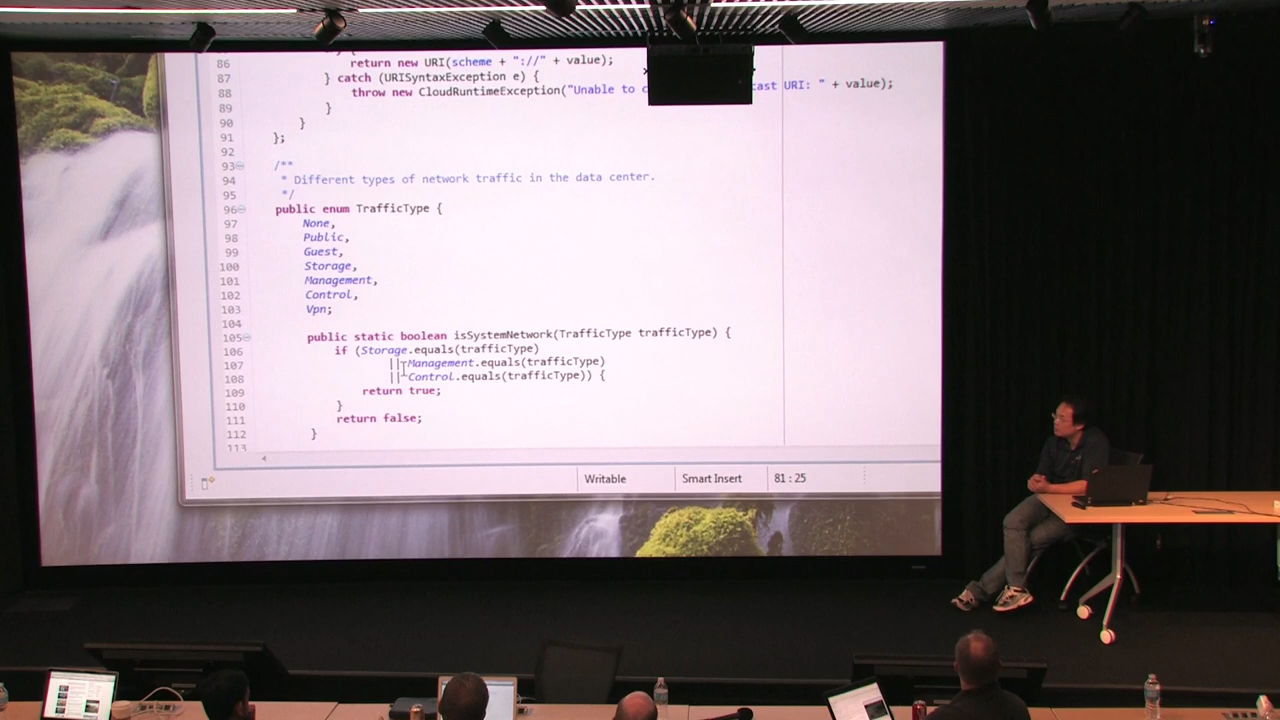 86 return new URI(scheme + "://" + value);
87 } catch (URISyntaxException e) {
88 throw new CloudRuntimeException("Unable to c cast URI: " + value);
89 }
90 }
91 };
92
93 /**
94 * Different types of network traffic in the data center.
95 */
96 public enum TrafficType {
97 None,
98 Public,
99 Guest,
100 Storage,
101 Management,
102 Control,
103 Vpn;
104
105 public static boolean isSystemNetwork(TrafficType trafficType) {
106 if (Storage.equals(trafficType)
107 || Management.equals(trafficType)
108 || Control.equals(trafficType)) {
109 return true;
110 }
111 return false;
112 }
113
Writable Smart Insert 81 : 25